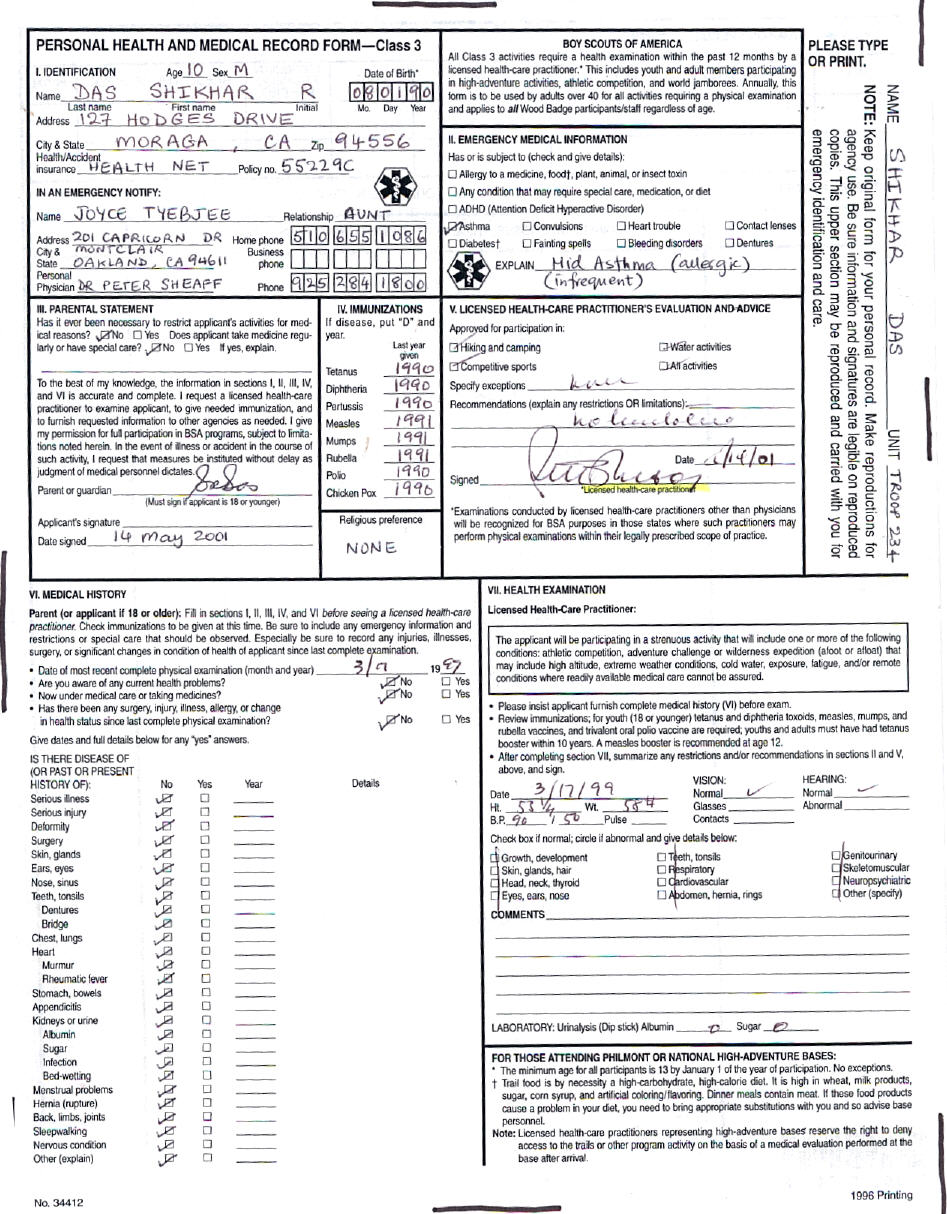 PERSONAL HEALTH AND MEDICAL RECORD FORM—Class 3
I. IDENTIFICATION Age 10 Sex M Date of Birth*
Name DAS SHIKHAR R 080190
Last name First name Initial Mo. Day Year
Address 127 HODGES DRIVE
City & State MORAGA, CA Zip 94556
Health/Accident
insurance HEALTH NET Policy no. 55229C
IN AN EMERGENCY NOTIFY:
Name JOYCE TYEBJEE Relationship AUNT
Address 201 CAPRICORN DR Home phone 510 655 1086
City & MONTCLAIR Business
State OAKLAND, CA 94611 phone
Personal
Physician DR PETER SHEAFF Phone 925 284 1800
BOY SCOUTS OF AMERICA
All Class 3 activities require a health examination within the past 12 months by a
licensed health-care practitioner.* This includes youth and adult members participating
in high-adventure activities, athletic competition, and world jamborees. Annually, this
form is to be used by adults over 40 for all activities requiring a physical examination
and applies to all Wood Badge participants/staff regardless of age.
II. EMERGENCY MEDICAL INFORMATION
Has or is subject to (check and give details):
☐ Allergy to a medicine, food†, plant, animal, or insect toxin
☐ Any condition that may require special care, medication, or diet
☐ ADHD (Attention Deficit Hyperactive Disorder)
☑ Asthma ☐ Convulsions ☐ Heart trouble ☐ Contact lenses
☐ Diabetes† ☐ Fainting spells ☐ Bleeding disorders ☐ Dentures
EXPLAIN Mid Asthma (allergic)
(infrequent)
PLEASE TYPE
OR PRINT.
NAME SHIKHAR DAS UNIT TROOP 234
NOTE: Keep original form for your personal record. Make reproductions for
agency use. Be sure information and signatures are legible on reproduced
copies. This upper section may be reproduced and carried with you for
emergency identification and care.
III. PARENTAL STATEMENT
Has it ever been necessary to restrict applicant's activities for med-
ical reasons? ☑ No ☐ Yes Does applicant take medicine regu-
larly or have special care? ☑ No ☐ Yes If yes, explain.
To the best of my knowledge, the information in sections I, II, III, IV,
and VI is accurate and complete. I request a licensed health-care
practitioner to examine applicant, to give needed immunization, and
to furnish requested information to other agencies as needed. I give
my permission for full participation in BSA programs, subject to limita-
tions noted herein. In the event of illness or accident in the course of
such activity, I request that measures be instituted without delay as
judgment of medical personnel dictates.
Parent or guardian
(Must sign if applicant is 18 or younger)
Applicant's signature
Date signed 14 May 2001
IV. IMMUNIZATIONS
If disease, put "D" and
year.
Last year
given
Tetanus 1990
Diphtheria 1990
Pertussis 1990
Measles 1991
Mumps 1991
Rubella 1991
Polio 1990
Chicken Pox 1990
Religious preference
NONE
V. LICENSED HEALTH-CARE PRACTITIONER'S EVALUATION AND ADVICE
Approved for participation in:
☐ Hiking and camping ☐ Water activities
☐ Competitive sports ☐ All activities
Specify exceptions
Recommendations (explain any restrictions OR limitations):
Date /14/01
Signed
*Licensed health-care practitioner
*Examinations conducted by licensed health-care practitioners other than physicians
will be recognized for BSA purposes in those states where such practitioners may
perform physical examinations within their legally prescribed scope of practice.
VI. MEDICAL HISTORY
Parent (or applicant if 18 or older): Fill in sections I, II, III, IV, and VI before seeing a licensed health-care
practitioner. Check immunizations to be given at this time. Be sure to include any emergency information and
restrictions or special care that should be observed. Especially be sure to record any injuries, illnesses,
surgery, or significant changes in condition of health of applicant since last complete examination.
• Date of most recent complete physical examination (month and year) 19
• Are you aware of any current health problems? ☑ No ☐ Yes
• Now under medical care or taking medicines? ☑ No ☐ Yes
• Has there been any surgery, injury, illness, allergy, or change
in health status since last complete physical examination? ☑ No ☐ Yes
Give dates and full details below for any "yes" answers.
IS THERE DISEASE OF
(OR PAST OR PRESENT
HISTORY OF): No Yes Year Details
Serious illness ☑ ☐
Serious injury ☑ ☐
Deformity ☑ ☐
Surgery ☑ ☐
Skin, glands ☑ ☐
Ears, eyes ☑ ☐
Nose, sinus ☑ ☐
Teeth, tonsils ☑ ☐
Dentures ☑ ☐
Bridge ☑ ☐
Chest, lungs ☑ ☐
Heart ☑ ☐
Murmur ☑ ☐
Rheumatic fever ☑ ☐
Stomach, bowels ☑ ☐
Appendicitis ☑ ☐
Kidneys or urine ☑ ☐
Albumin ☑ ☐
Sugar ☑ ☐
Infection ☑ ☐
Bed-wetting ☑ ☐
Menstrual problems ☑ ☐
Hernia (rupture) ☑ ☐
Back, limbs, joints ☑ ☐
Sleepwalking ☑ ☐
Nervous condition ☑ ☐
Other (explain) ☑ ☐
VII. HEALTH EXAMINATION
Licensed Health-Care Practitioner:
The applicant will be participating in a strenuous activity that will include one or more of the following
conditions: athletic competition, adventure challenge or wilderness expedition (afoot or afloat) that
may include high altitude, extreme weather conditions, cold water, exposure, fatigue, and/or remote
conditions where readily available medical care cannot be assured.
• Please insist applicant furnish complete medical history (VI) before exam.
• Review immunizations; for youth (18 or younger) tetanus and diphtheria toxoids, measles, mumps, and
rubella vaccines, and trivalent oral polio vaccine are required; youths and adults must have had tetanus
booster within 10 years. A measles booster is recommended at age 12.
• After completing section VII, summarize any restrictions and/or recommendations in sections II and V,
above, and sign.
VISION: HEARING:
Date 3/17/99 Normal ✓ Normal ✓
Ht. 53 1/4 Wt. 58# Glasses Abnormal
B.P. 90 / 50 Pulse Contacts
Check box if normal; circle if abnormal and give details below:
☐ Growth, development ☐ Teeth, tonsils ☐ Genitourinary
☐ Skin, glands, hair ☐ Respiratory ☐ Skeletomuscular
☐ Head, neck, thyroid ☐ Cardiovascular ☐ Neuropsychiatric
☐ Eyes, ears, nose ☐ Abdomen, hernia, rings ☐ Other (specify)
COMMENTS
LABORATORY: Urinalysis (Dip stick) Albumin 0 Sugar 0
FOR THOSE ATTENDING PHILMONT OR NATIONAL HIGH-ADVENTURE BASES:
* The minimum age for all participants is 13 by January 1 of the year of participation. No exceptions.
† Trail food is by necessity a high-carbohydrate, high-calorie diet. It is high in wheat, milk products,
sugar, corn syrup, and artificial coloring/flavoring. Dinner meals contain meat. If these food products
cause a problem in your diet, you need to bring appropriate substitutions with you and so advise base
personnel.
Note: Licensed health-care practitioners representing high-adventure bases reserve the right to deny
access to the trails or other program activity on the basis of a medical evaluation performed at the
base after arrival.
No. 34412
1996 Printing